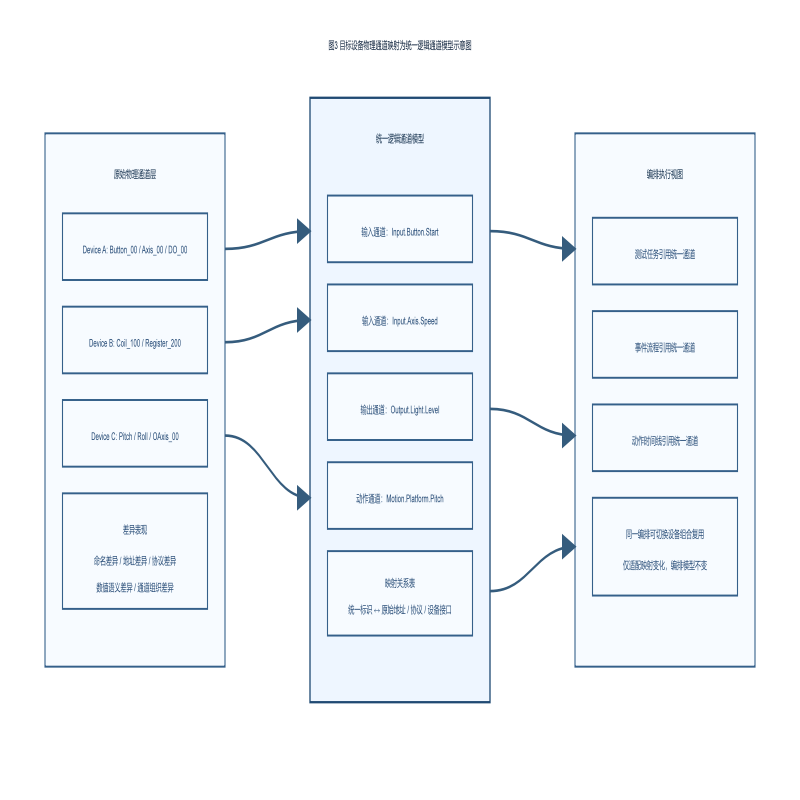 图3 目标设备物理通道映射为统一逻辑通道模型示意图
原始物理通道层
Device A: Button_00 / Axis_00 / DO_00
Device B: Coil_100 / Register_200
Device C: Pitch / Roll / OAxis_00
差异表现
命名差异 / 地址差异 / 协议差异
数值语义差异 / 通道组织差异
统一逻辑通道模型
输入通道：Input.Button.Start
输入通道：Input.Axis.Speed
输出通道：Output.Light.Level
动作通道：Motion.Platform.Pitch
映射关系表
统一标识 ↔ 原始地址 / 协议 / 设备接口
编排执行视图
测试任务引用统一通道
事件流程引用统一通道
动作时间线引用统一通道
同一编排可切换设备组合复用
仅适配映射变化，编排模型不变